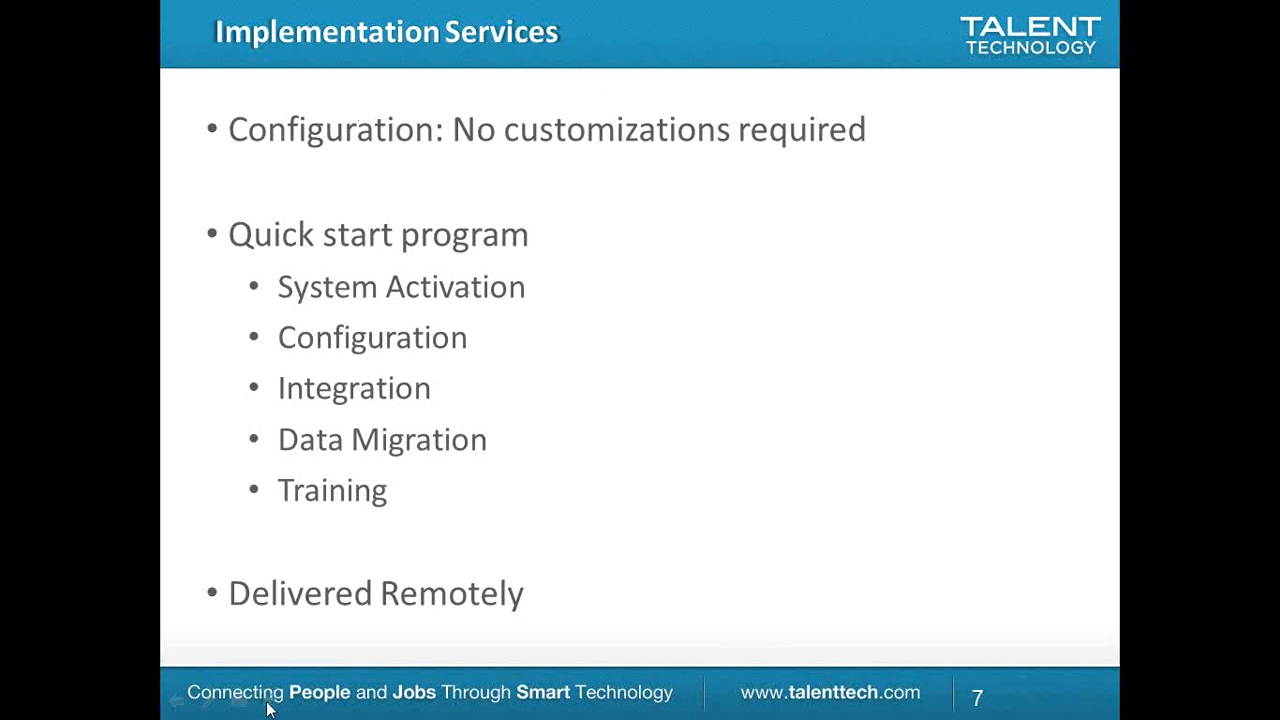 Implementation Services
TALENT
TECHNOLOGY
• Configuration: No customizations required
• Quick start program
• System Activation
• Configuration
• Integration
• Data Migration
• Training
• Delivered Remotely
Connecting People and Jobs Through Smart Technology
www.talenttech.com
7